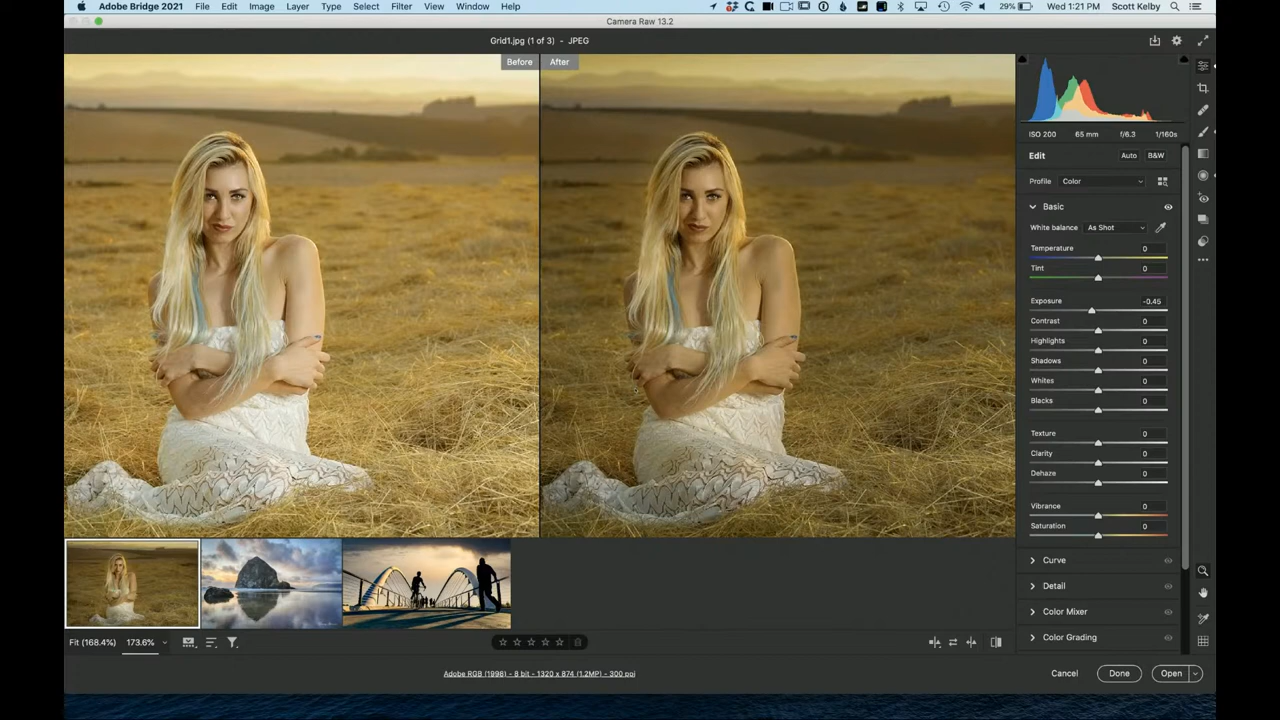 Adobe Bridge 2021 File Edit Image Layer Type Select Filter View Window Help 29% Wed 1:21 PM Scott Kelby
Camera Raw 13.2
Grid1.jpg (1 of 3) - JPEG
Before After
ISO 200 65 mm f/6.3 1/160s
Edit Auto B&W
Profile Color
Basic
White balance As Shot
Temperature 0
Tint 0
Exposure -0.45
Contrast 0
Highlights 0
Shadows 0
Whites 0
Blacks 0
Texture 0
Clarity 0
Dehaze 0
Vibrance 0
Saturation 0
Curve
Detail
Color Mixer
Color Grading
Fit (168.4%) 173.6%
Adobe RGB (1998) - 8 bit - 1320 x 874 (1.2MP) - 300 ppi
Cancel Done Open